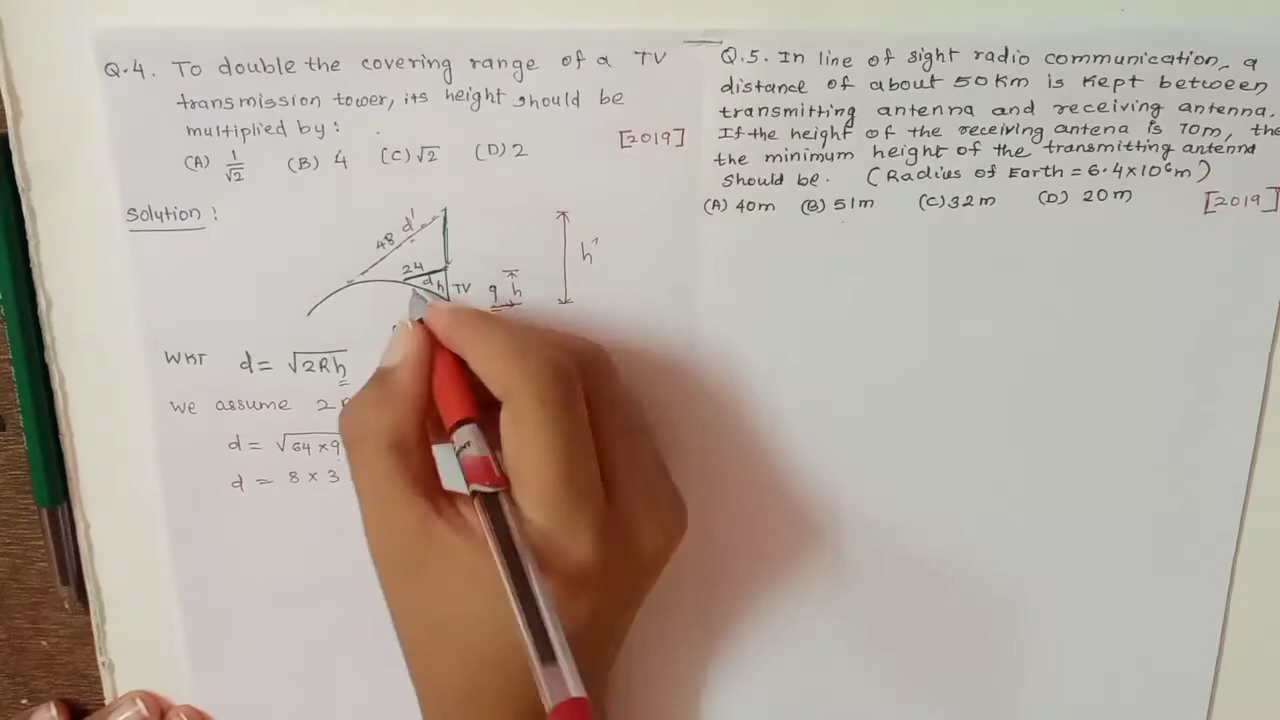 Q.4. To double the covering range of a TV
transmission tower, its height should be
multiplied by:
[2019]
(A) 1/√2 (B) 4 (C) √2 (D) 2
Solution :
48 d'
24
d h TV
9 h
h'
WKT d = √2Rh
We assume 2
d = √64×9
d = 8 × 3
Q.5. In line of sight radio communication, a
distance of about 50 Km is kept between
transmitting antenna and receiving antenna.
If the height of the receiving antena is 70m, the
the minimum height of the transmitting antenna
should be. (Radius of Earth = 6.4×10⁶m)
(A) 40m (B) 51m (C) 32m (D) 20m
[2019]